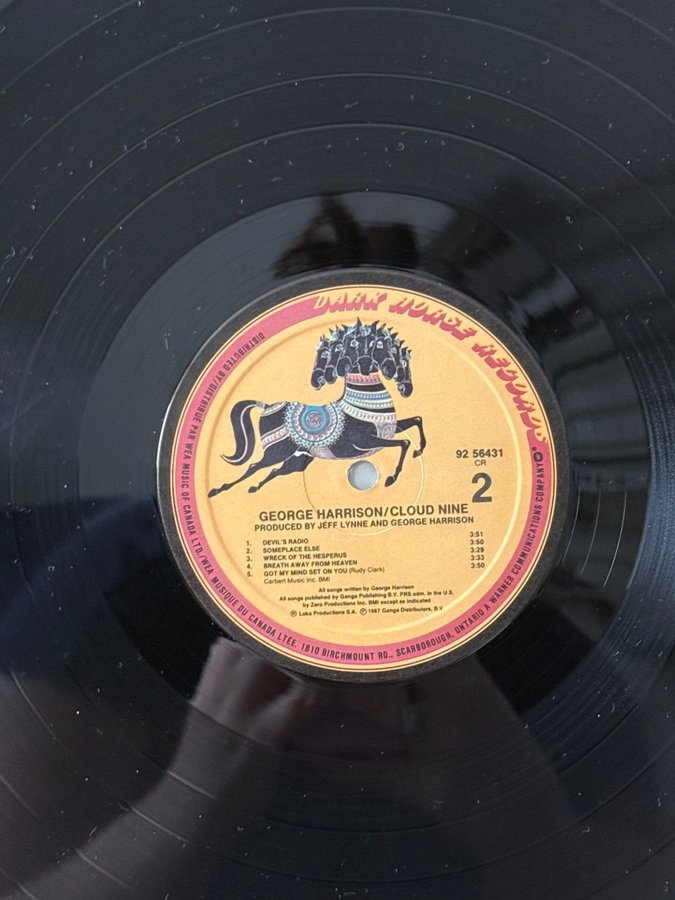 DARK HORSE RECORDS
92 56431
CR
2
GEORGE HARRISON/CLOUD NINE
PRODUCED BY JEFF LYNNE AND GEORGE HARRISON
1. DEVIL'S RADIO 3:51
2. SOMEPLACE ELSE 3:50
3. WRECK OF THE HESPERUS 3:29
4. BREATH AWAY FROM HEAVEN 3:33
5. GOT MY MIND SET ON YOU (Rudy Clark) 3:50
Carbert Music Inc. BMI
All songs written by George Harrison
All songs published by Ganga Publishing B.V. PRS adm. in the U.S.
by Zero Productions Inc. BMI except as indicated
Ⓜ Loka Productions S.A. Ⓟ 1987 Ganga Distributors, B.V.
DISTRIBUTED BY/DISTRIBUÉ PAR WEA MUSIC OF CANADA LTD./WEA MUSIQUE DU CANADA LTÉE. 1810 BIRCHMOUNT RD., SCARBOROUGH, ONTARIO A WARNER COMMUNICATIONS COMPANY